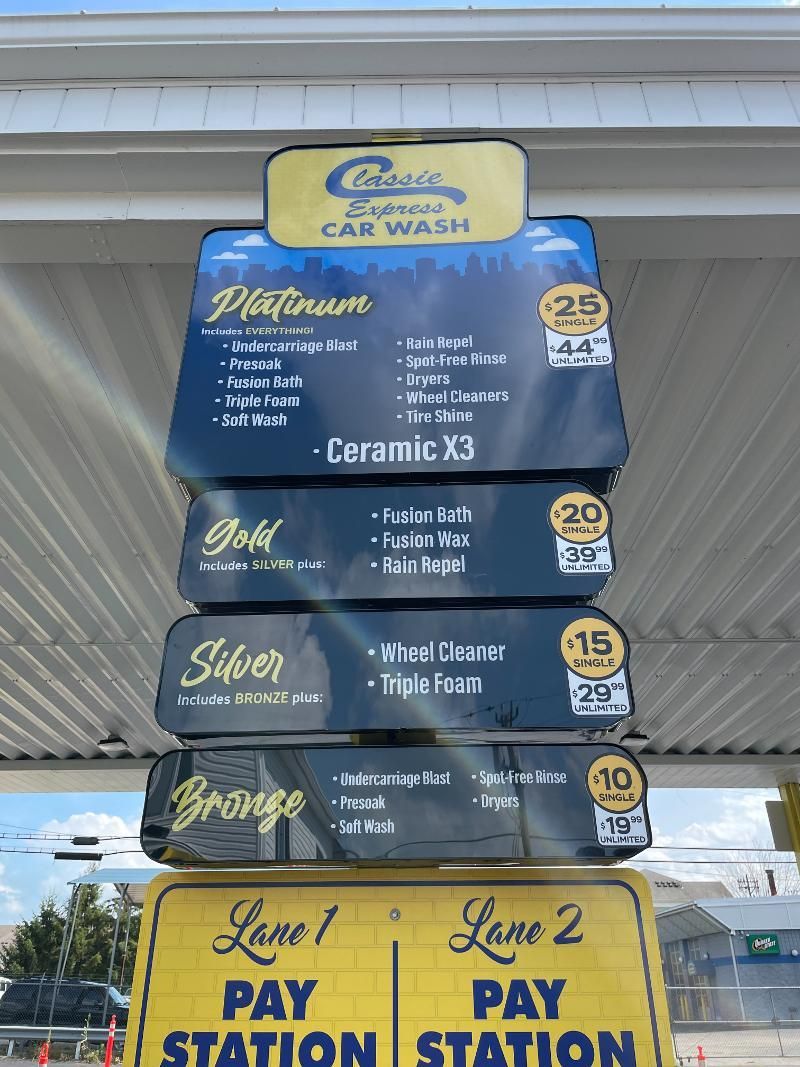 Classic
Express
CAR WASH
Platinum
Includes EVERYTHING!
• Undercarriage Blast
• Presoak
• Fusion Bath
• Triple Foam
• Soft Wash
• Rain Repel
• Spot-Free Rinse
• Dryers
• Wheel Cleaners
• Tire Shine
• Ceramic X3
$25
SINGLE
$44.99
UNLIMITED
Gold
Includes SILVER plus:
• Fusion Bath
• Fusion Wax
• Rain Repel
$20
SINGLE
$39.99
UNLIMITED
Silver
Includes BRONZE plus:
• Wheel Cleaner
• Triple Foam
$15
SINGLE
$29.99
UNLIMITED
Bronze
• Undercarriage Blast
• Presoak
• Soft Wash
• Spot-Free Rinse
• Dryers
$10
SINGLE
$19.99
UNLIMITED
Lane 1
PAY
STATION
Lane 2
PAY
STATION